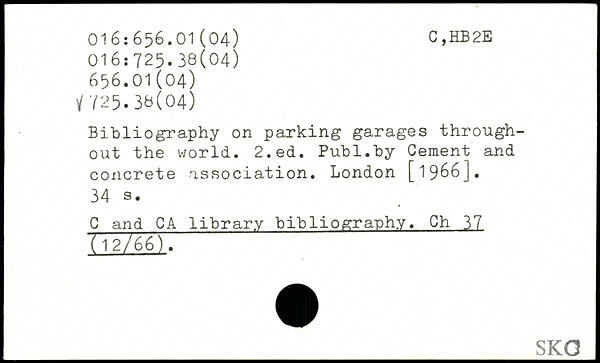 016:656.01(04) C,HB2E
016:725.38(04)
656.01(04)
√725.38(04)
Bibliography on parking garages through-
out the world. 2.ed. Publ.by Cement and
concrete association. London [1966].
34 s.
C and CA library bibliography. Ch 37
(12/66).
SKC